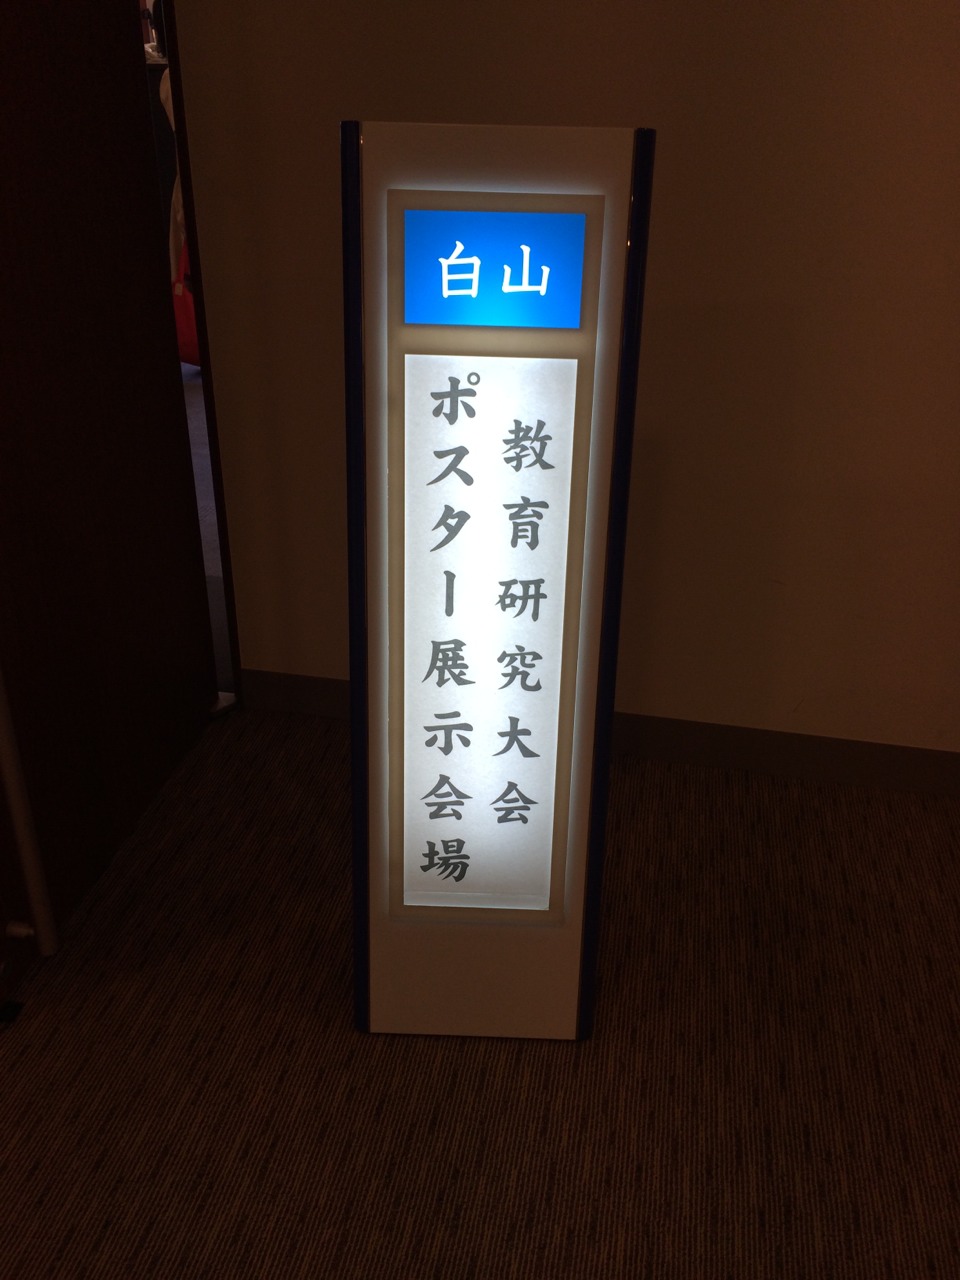 白山
教育研究大会
ポスター展示会場